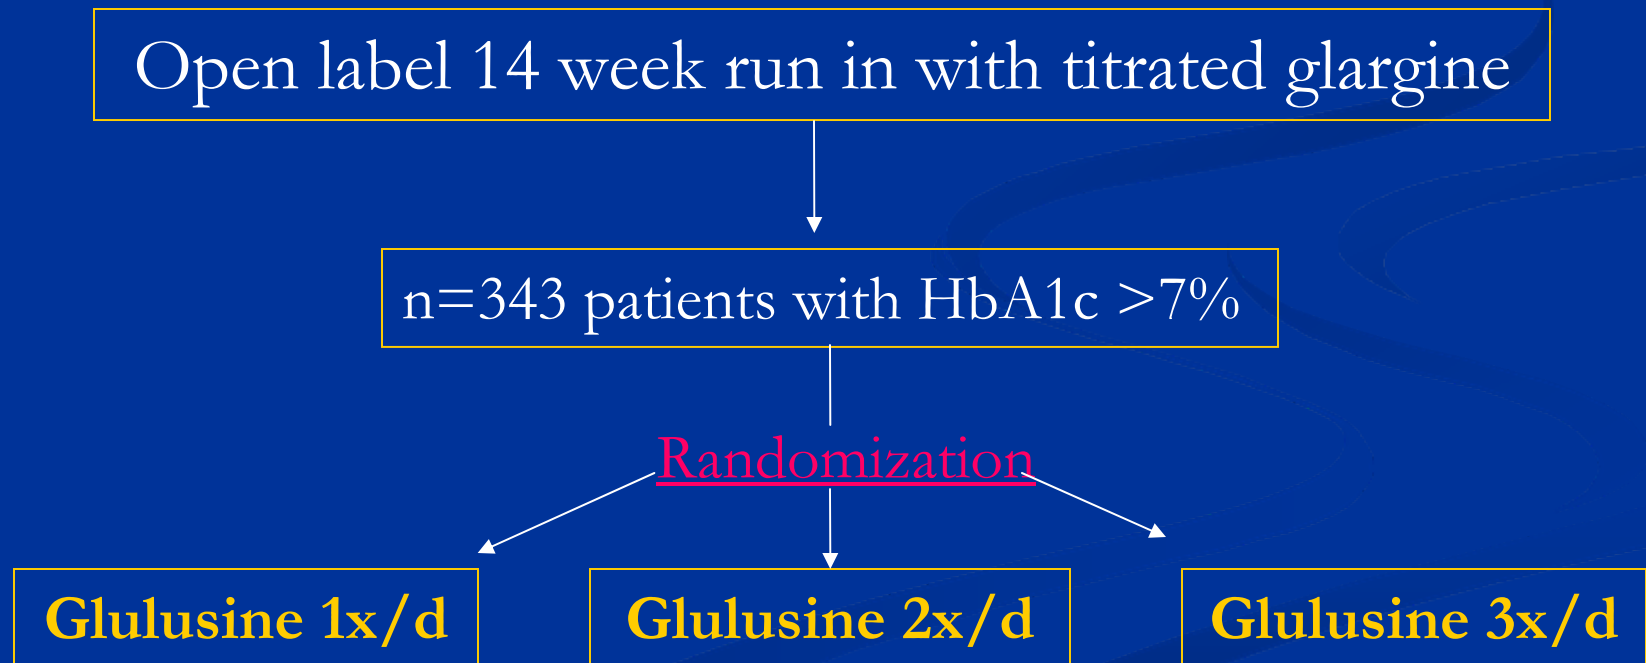 Open label 14 week run in with titrated glargine
n=343 patients with HbA1c >7%
Randomization
Glulusine 1x/d
Glulusine 2x/d
Glulusine 3x/d